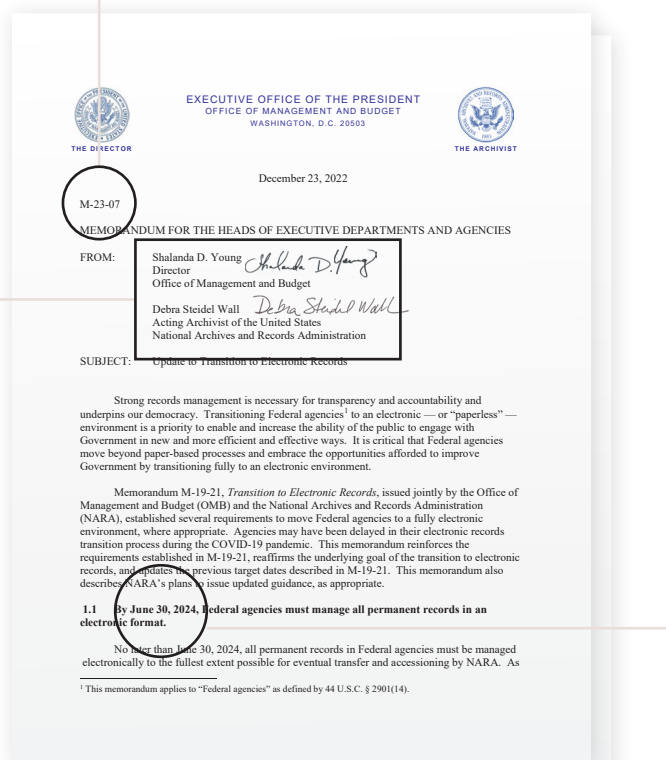 EXECUTIVE OFFICE OF THE PRESIDENT
OFFICE OF MANAGEMENT AND BUDGET
WASHINGTON, D.C. 20503
THE DIRECTOR
THE ARCHIVIST
December 23, 2022
M-23-07
MEMORANDUM FOR THE HEADS OF EXECUTIVE DEPARTMENTS AND AGENCIES
FROM: Shalanda D. Young Shalanda D. Young
Director
Office of Management and Budget
Debra Steidel Wall Debra Steidel Wall
Acting Archivist of the United States
National Archives and Records Administration
SUBJECT: Update to Transition to Electronic Records
Strong records management is necessary for transparency and accountability and
underpins our democracy. Transitioning Federal agencies1 to an electronic — or “paperless” —
environment is a priority to enable and increase the ability of the public to engage with
Government in new and more efficient and effective ways. It is critical that Federal agencies
move beyond paper-based processes and embrace the opportunities afforded to improve
Government by transitioning fully to an electronic environment.
Memorandum M-19-21, Transition to Electronic Records, issued jointly by the Office of
Management and Budget (OMB) and the National Archives and Records Administration
(NARA), established several requirements to move Federal agencies to a fully electronic
environment, where appropriate. Agencies may have been delayed in their electronic records
transition process during the COVID-19 pandemic. This memorandum reinforces the
requirements established in M-19-21, reaffirms the underlying goal of the transition to electronic
records, and updates the previous target dates described in M-19-21. This memorandum also
describes NARA’s plans to issue updated guidance, as appropriate.
1.1 By June 30, 2024, Federal agencies must manage all permanent records in an
electronic format.
No later than June 30, 2024, all permanent records in Federal agencies must be managed
electronically to the fullest extent possible for eventual transfer and accessioning by NARA. As
1 This memorandum applies to “Federal agencies” as defined by 44 U.S.C. § 2901(14).